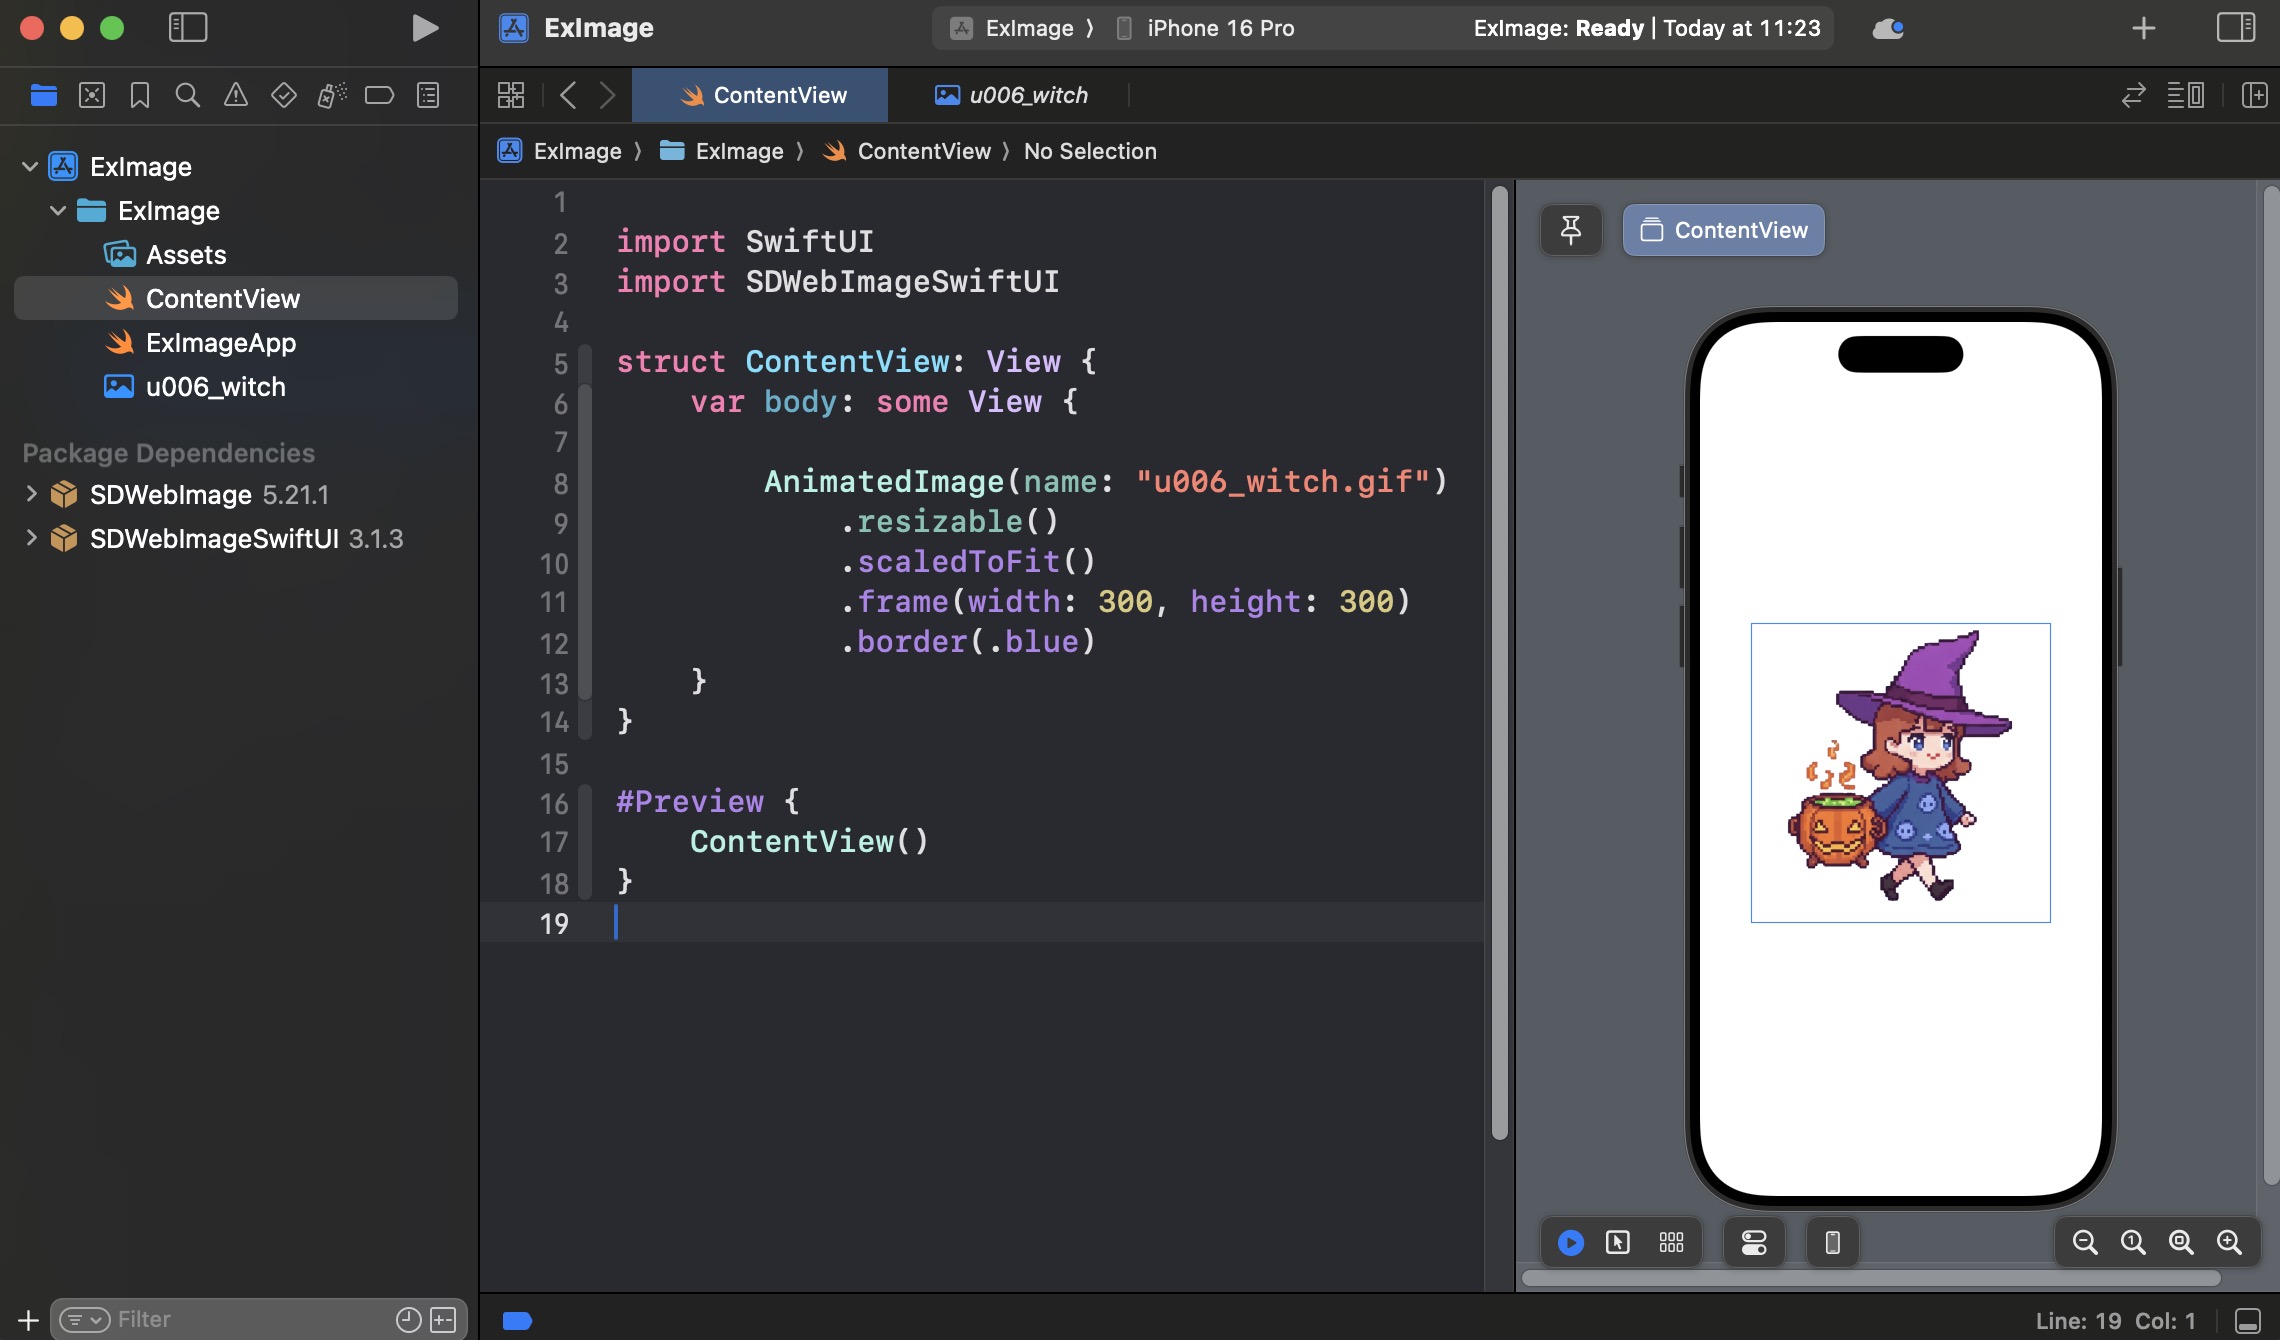 ExImage
ExImage 〉 iPhone 16 Pro
ExImage: Ready | Today at 11:23
ContentView
u006_witch
ExImage 〉 ExImage 〉 ContentView 〉 No Selection
ExImage
ExImage
Assets
ContentView
ExImageApp
u006_witch
Package Dependencies
SDWebImage 5.21.1
SDWebImageSwiftUI 3.1.3
Filter
1
2 import SwiftUI
3 import SDWebImageSwiftUI
4
5 struct ContentView: View {
6     var body: some View {
7
8         AnimatedImage(name: "u006_witch.gif")
9             .resizable()
10             .scaledToFit()
11             .frame(width: 300, height: 300)
12             .border(.blue)
13     }
14 }
15
16 #Preview {
17     ContentView()
18 }
19
ContentView
Line: 19 Col: 1